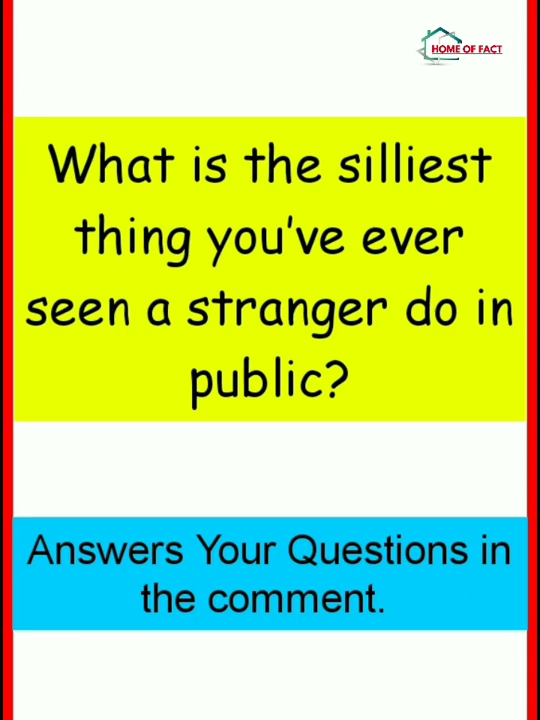 HOME OF FACT
What is the silliest
thing you've ever
seen a stranger do in
public?
Answers Your Questions in
the comment.